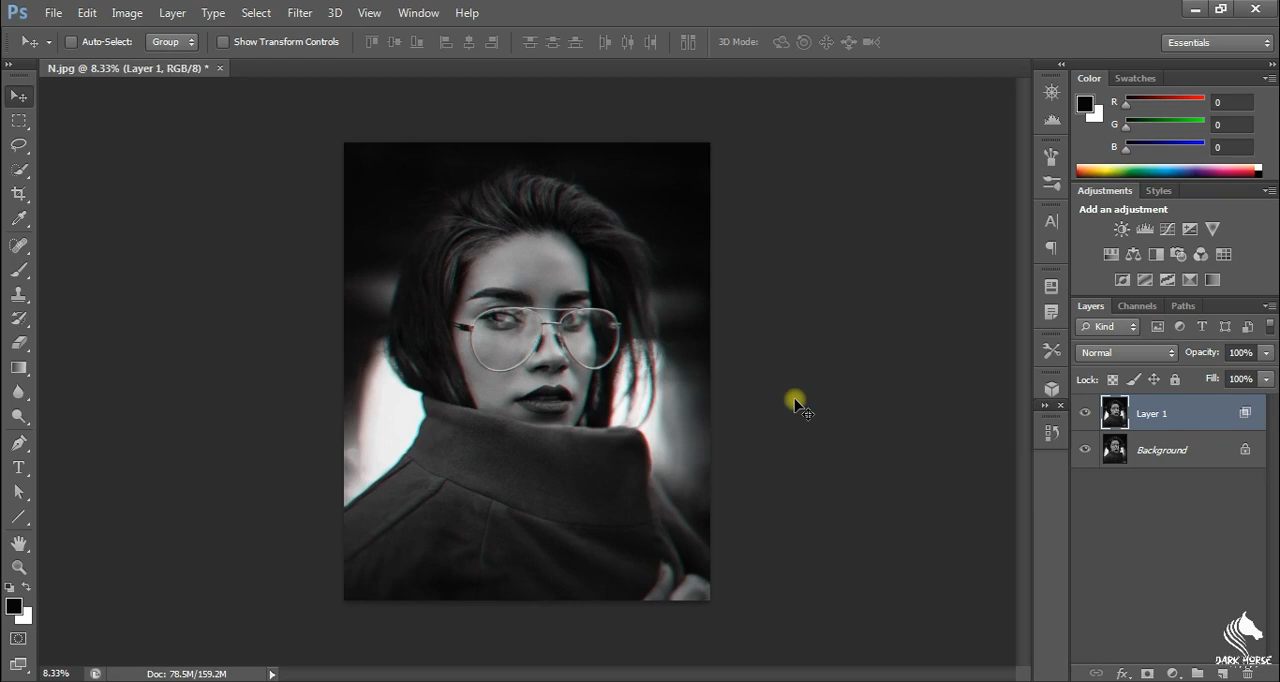 Ps File Edit Image Layer Type Select Filter 3D View Window Help
Auto-Select: Group Show Transform Controls 3D Mode: Essentials
N.jpg @ 8.33% (Layer 1, RGB/8) * ×
Color Swatches
R 0
G 0
B 0
Adjustments Styles
Add an adjustment
Layers Channels Paths
Kind T
Normal Opacity: 100%
Lock: Fill: 100%
Layer 1
Background
A
T
8.33% Doc: 78.5M/159.2M
fx
DARK HORSE